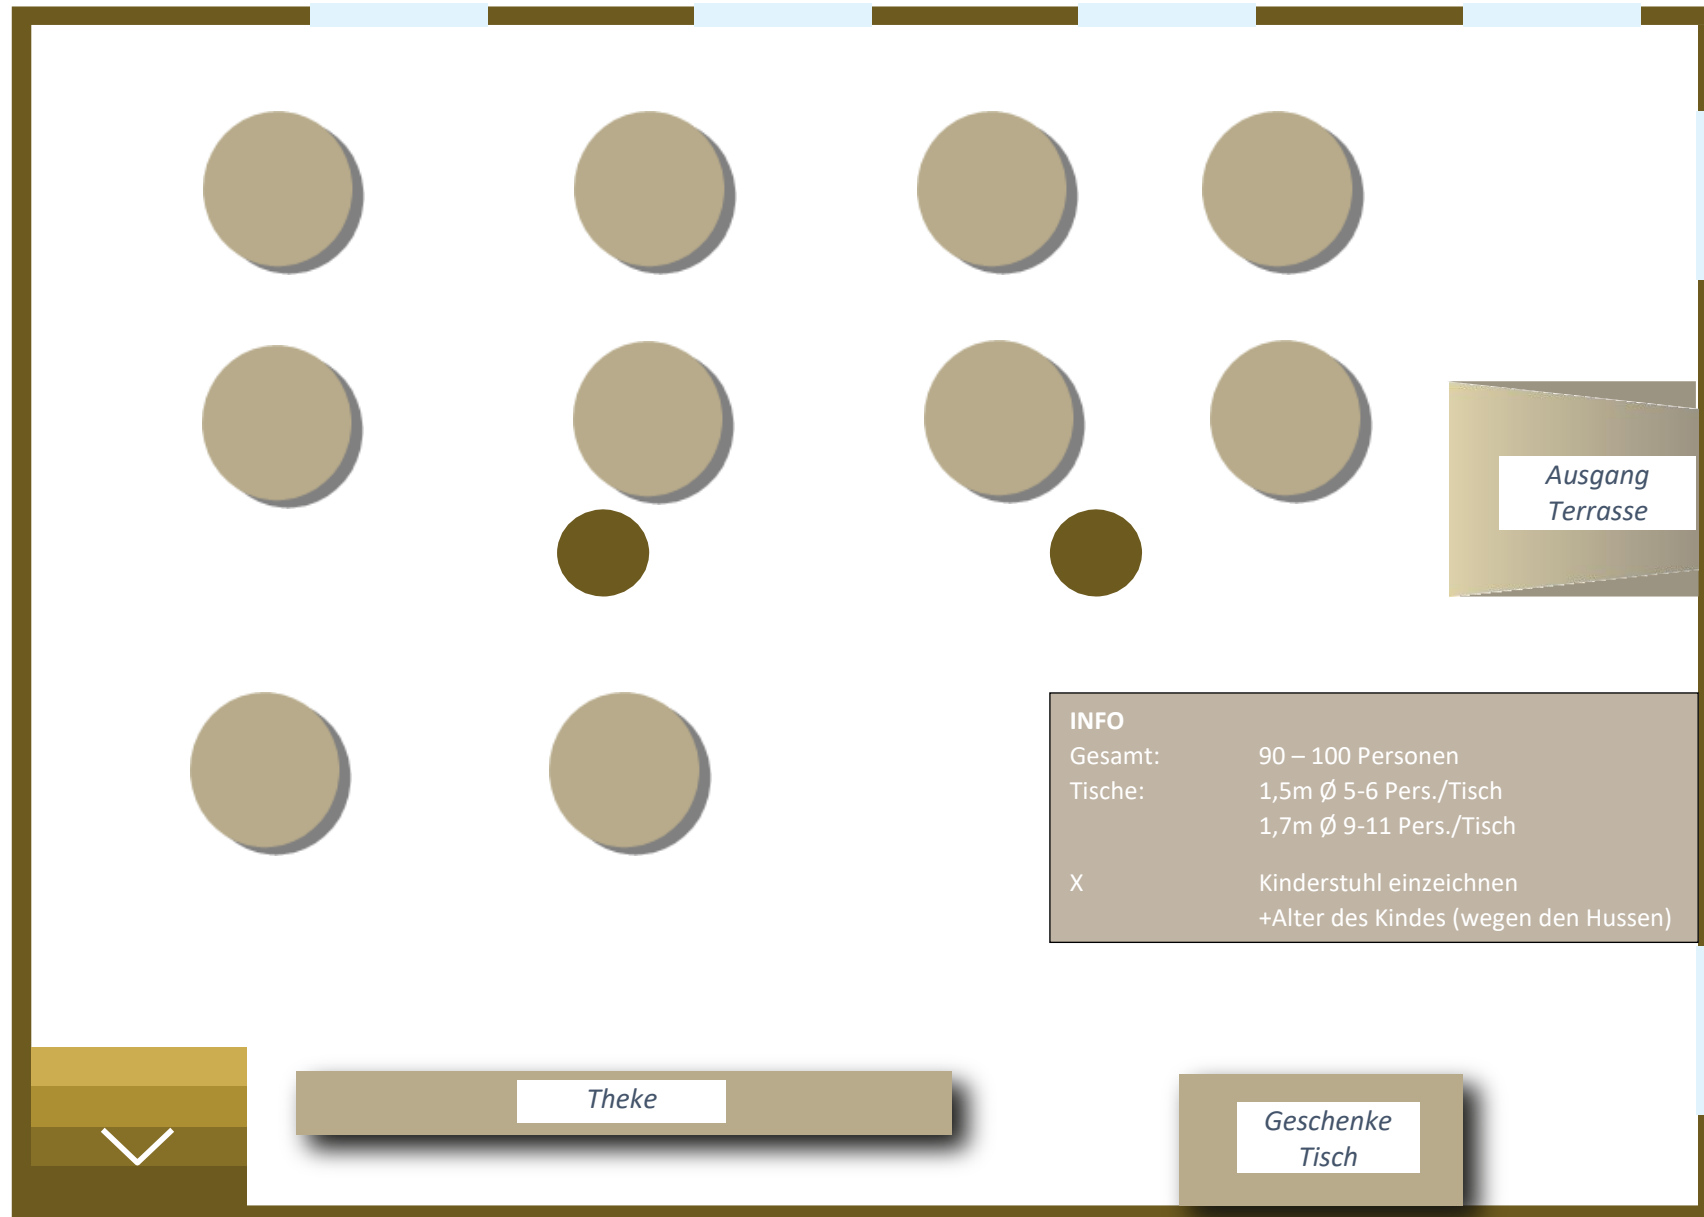 Ausgang
Terrasse
INFO
Gesamt: 90 – 100 Personen
Tische: 1,5m Ø 5-6 Pers./Tisch
1,7m Ø 9-11 Pers./Tisch
X Kinderstuhl einzeichnen
+Alter des Kindes (wegen den Hussen)
Theke
Geschenke
Tisch